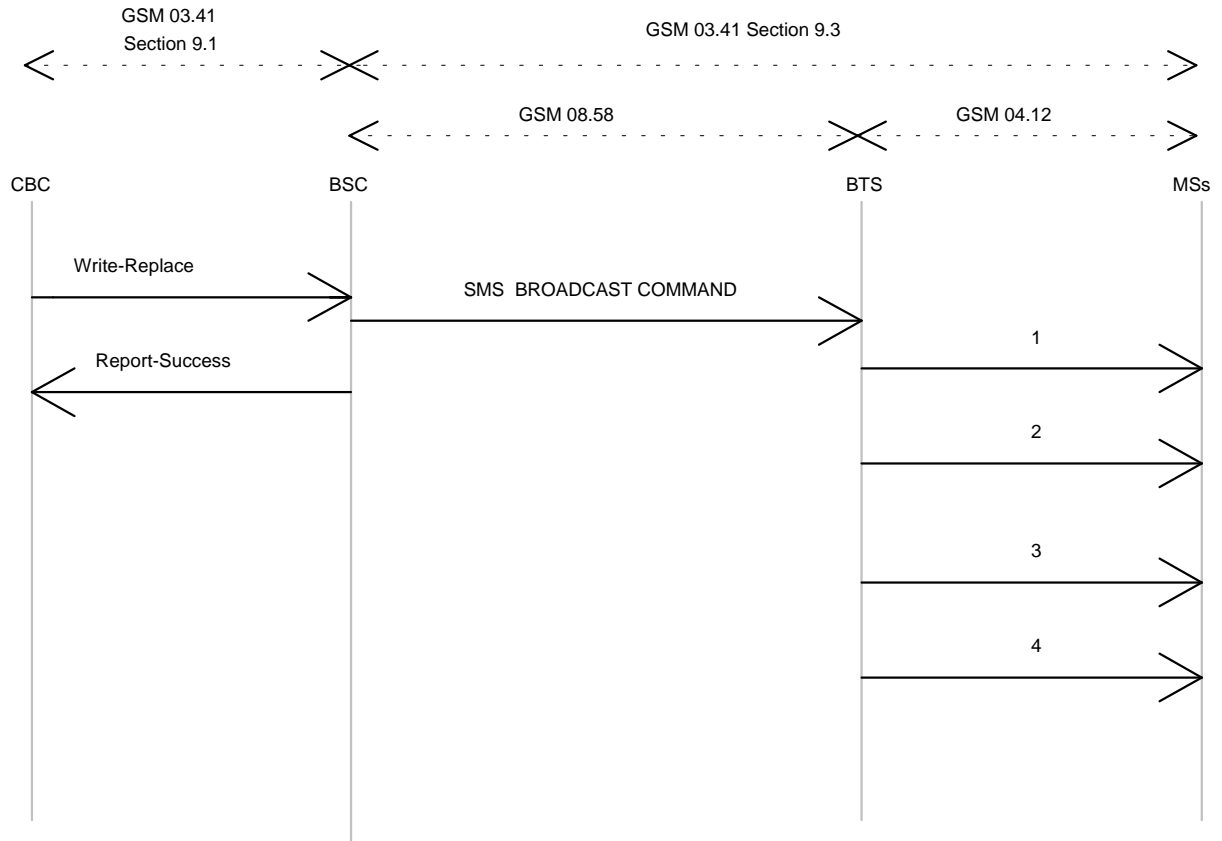 GSM 03.41
Section 9.1
GSM 03.41 Section 9.3
GSM 08.58
GSM 04.12
CBC
BSC
BTS
MSs
Write-Replace
SMS BROADCAST COMMAND
1
Report-Success
2
3
4